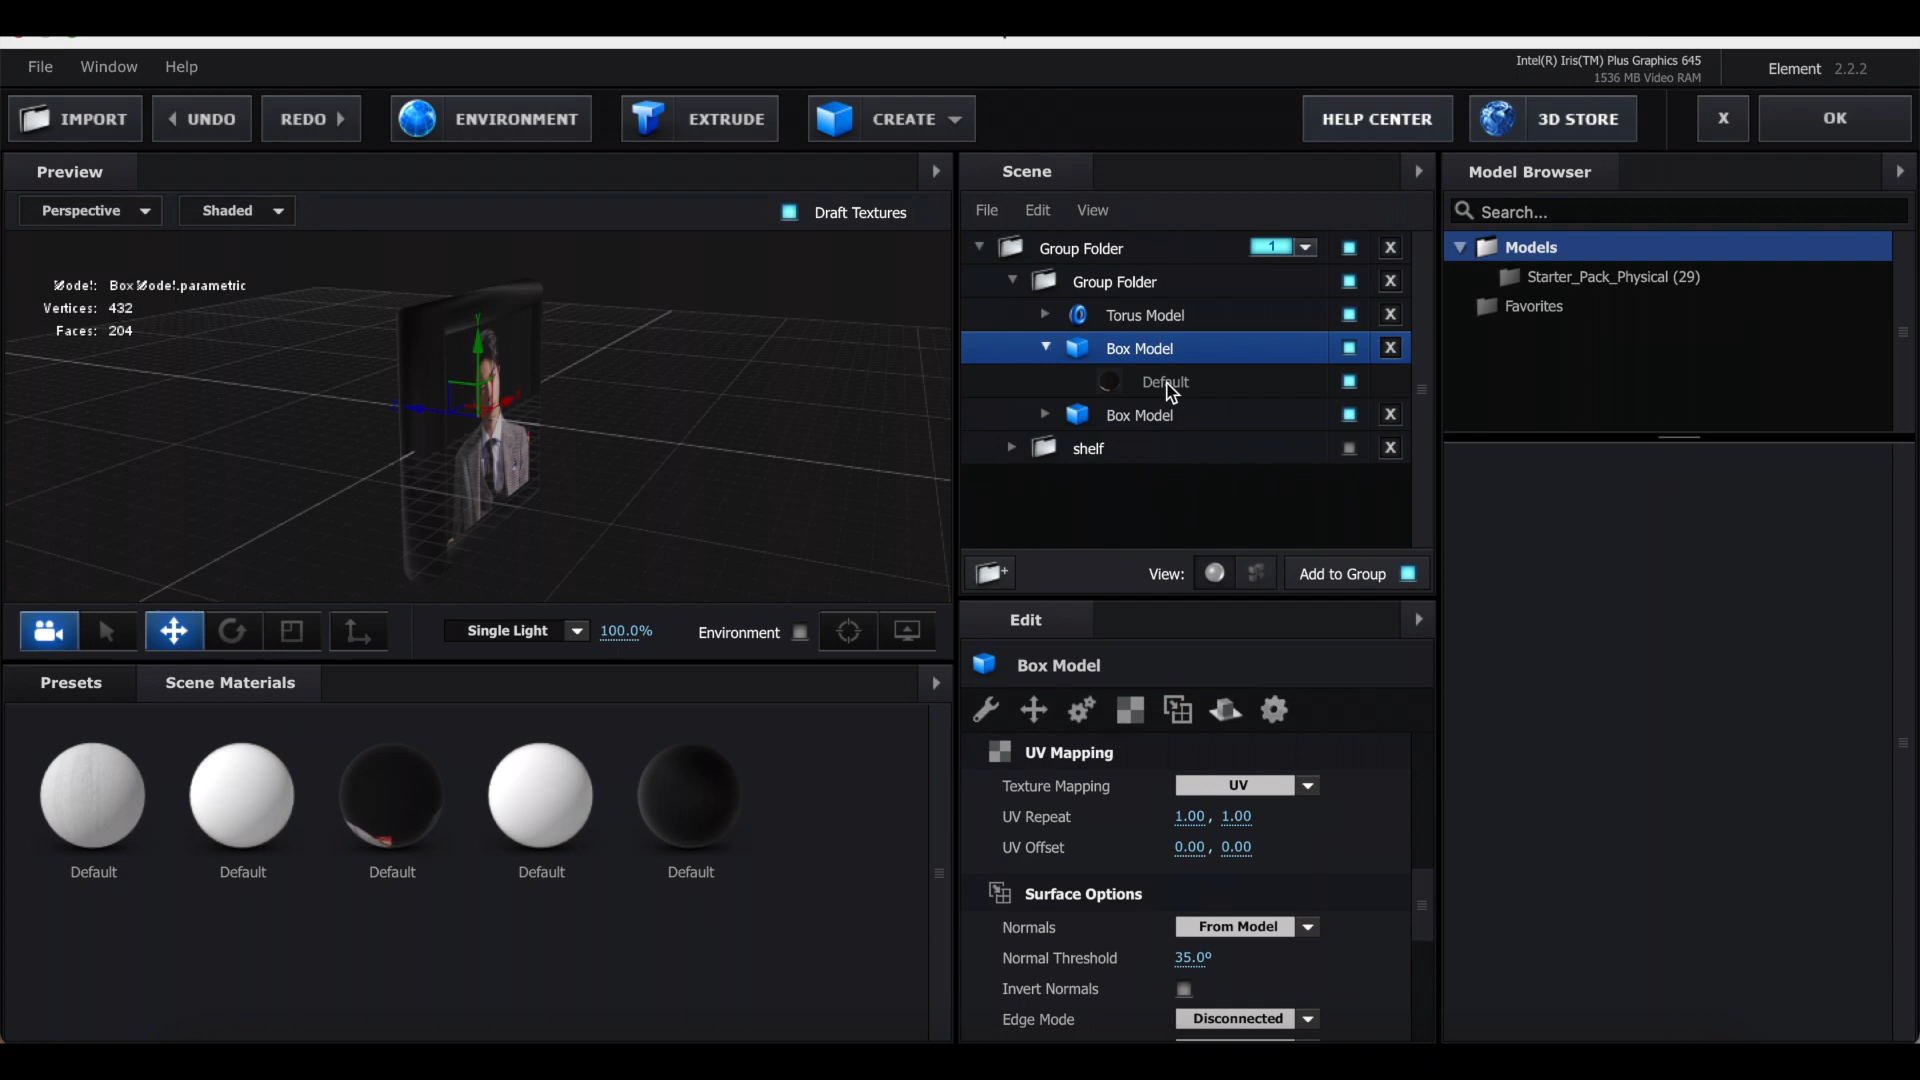 File Window Help
Intel(R) Iris(TM) Plus Graphics 645
1536 MB Video RAM
Element 2.2.2
IMPORT UNDO REDO ENVIRONMENT EXTRUDE CREATE HELP CENTER 3D STORE X OK
Preview
Perspective Shaded Draft Textures
Model: Box Model.parametric
Vertices: 432
Faces: 204
Y
Single Light 100.0% Environment
Presets Scene Materials
Default Default Default Default Default
Scene
File Edit View
Group Folder 1 X
Group Folder X
Torus Model X
Box Model X
Default
Box Model X
shelf X
View: Add to Group
Edit
Box Model
UV Mapping
Texture Mapping UV
UV Repeat 1.00, 1.00
UV Offset 0.00, 0.00
Surface Options
Normals From Model
Normal Threshold 35.0º
Invert Normals
Edge Mode Disconnected
Model Browser
Search...
Models
Starter_Pack_Physical (29)
Favorites